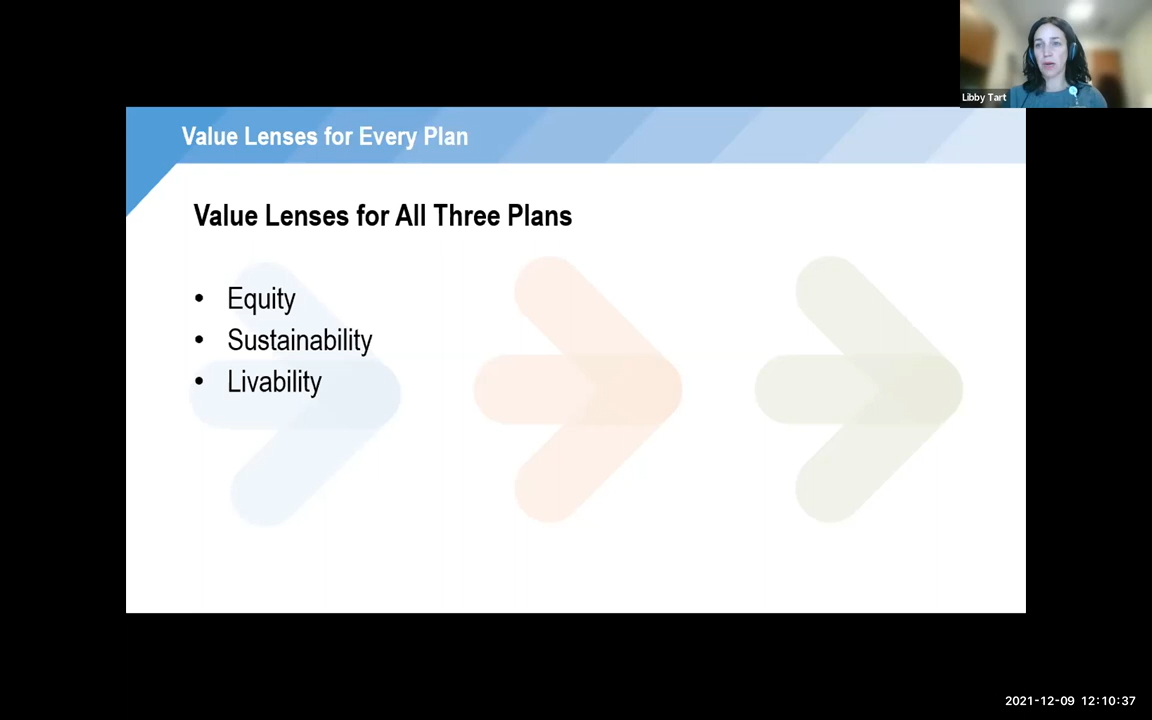 Libby Tart
Value Lenses for Every Plan
Value Lenses for All Three Plans
• Equity
• Sustainability
• Livability
2021-12-09 12:10:37